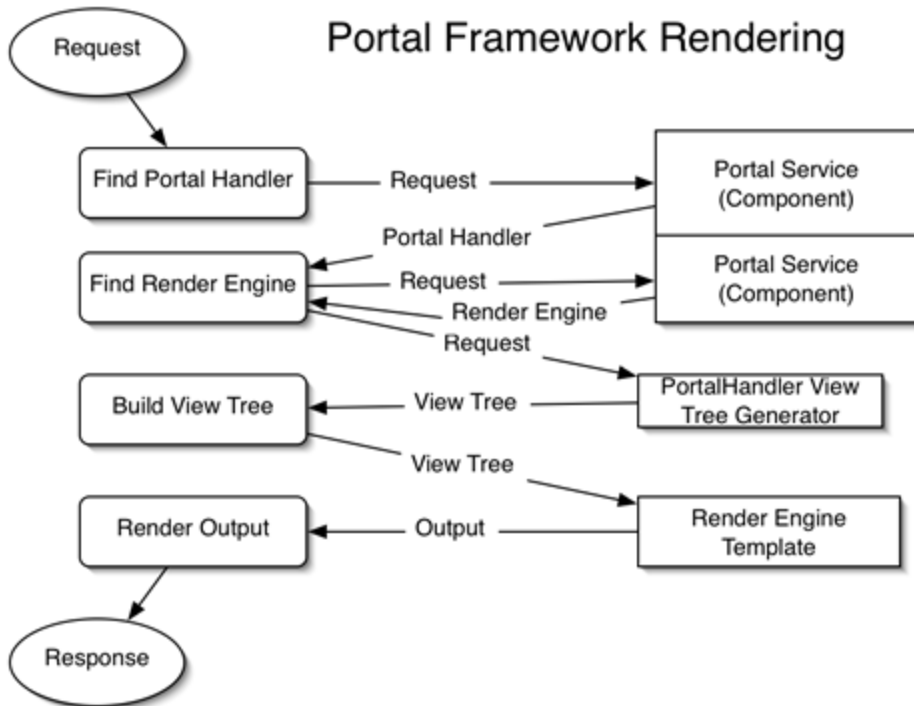 Request
Portal Framework Rendering
Find Portal Handler
Request
Portal Service
(Component)
Portal Handler
Find Render Engine
Request
Portal Service
(Component)
Render Engine
Request
Build View Tree
View Tree
PortalHandler View
Tree Generator
View Tree
Render Output
Output
Render Engine
Template
Response